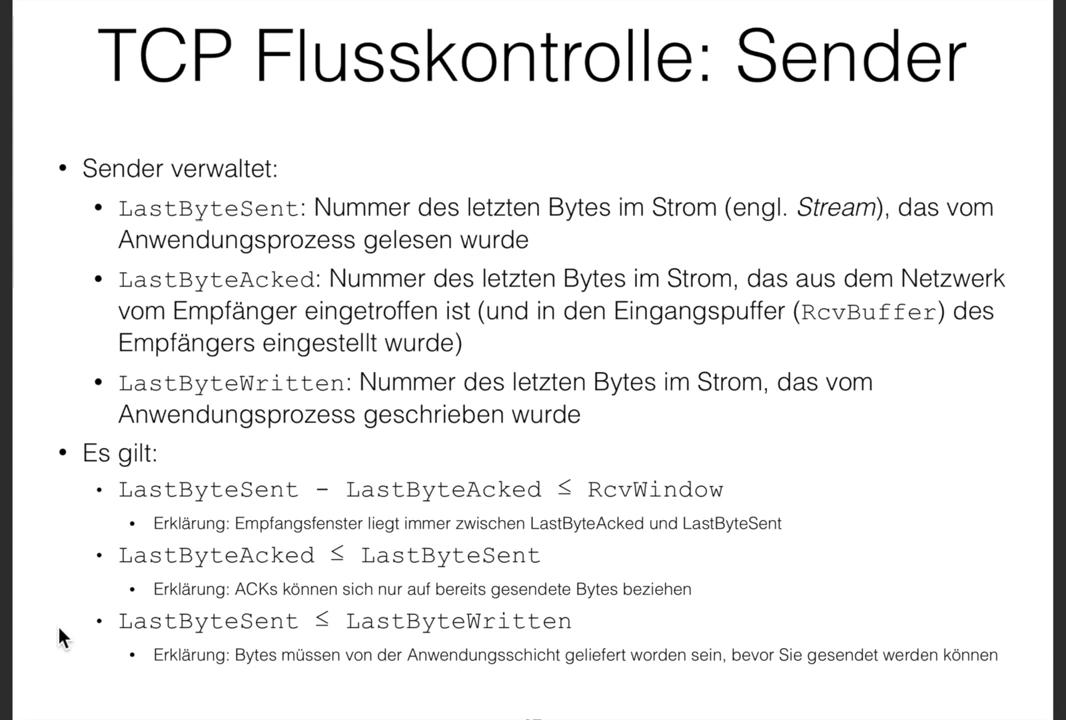 TCP Flusskontrolle: Sender
• Sender verwaltet:
• LastByteSent: Nummer des letzten Bytes im Strom (engl. Stream), das vom
Anwendungsprozess gelesen wurde
• LastByteAcked: Nummer des letzten Bytes im Strom, das aus dem Netzwerk
vom Empfänger eingetroffen ist (und in den Eingangspuffer (RcvBuffer) des
Empfängers eingestellt wurde)
• LastByteWritten: Nummer des letzten Bytes im Strom, das vom
Anwendungsprozess geschrieben wurde
• Es gilt:
• LastByteSent - LastByteAcked ≤ RcvWindow
• Erklärung: Empfangsfenster liegt immer zwischen LastByteAcked und LastByteSent
• LastByteAcked ≤ LastByteSent
• Erklärung: ACKs können sich nur auf bereits gesendete Bytes beziehen
• LastByteSent ≤ LastByteWritten
• Erklärung: Bytes müssen von der Anwendungsschicht geliefert worden sein, bevor Sie gesendet werden können